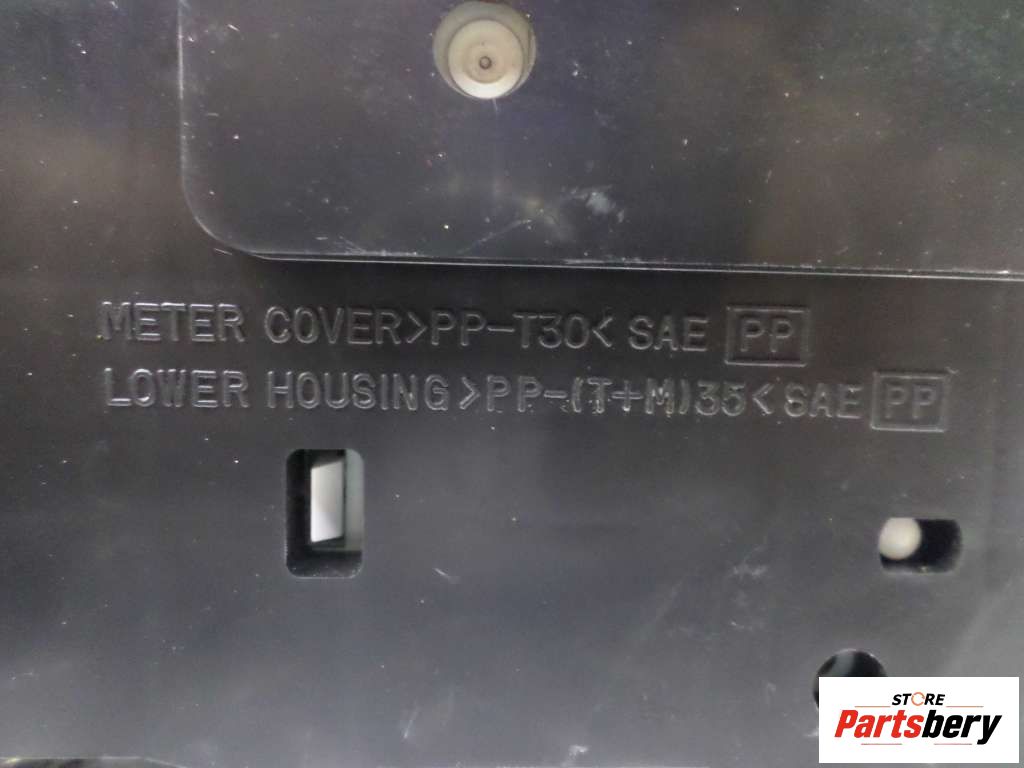 METER COVER>PP-T30< SAE PP
LOWER HOUSING>PP-(T+M)35< SAE PP
STORE
Partsbery